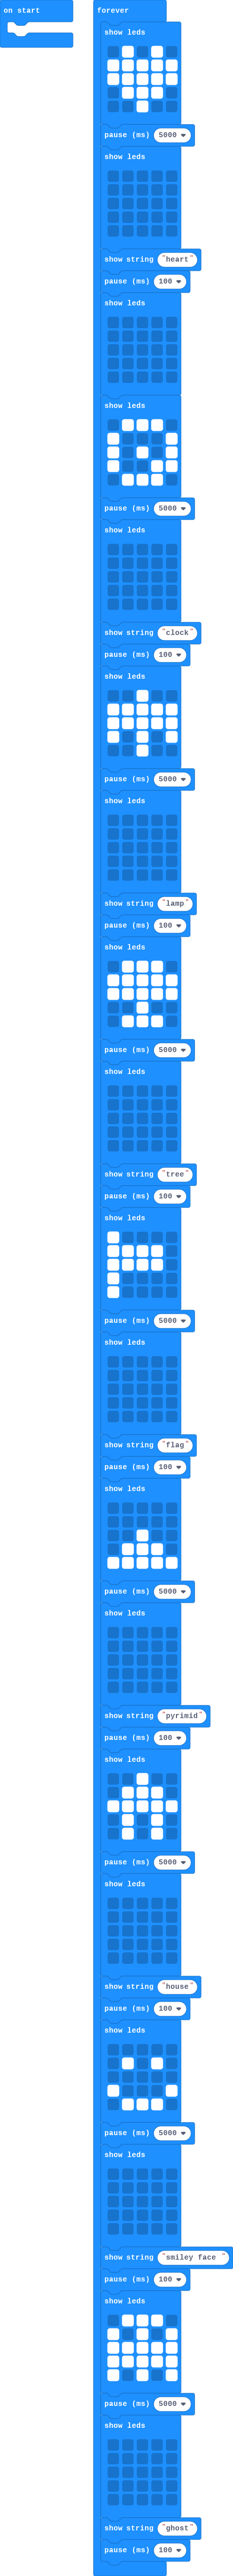 on start
forever
show leds
pause (ms) 5000
show leds
show string "heart"
pause (ms) 100
show leds
show leds
pause (ms) 5000
show leds
show string "clock"
pause (ms) 100
show leds
pause (ms) 5000
show leds
show string "lamp"
pause (ms) 100
show leds
pause (ms) 5000
show leds
show string "tree"
pause (ms) 100
show leds
pause (ms) 5000
show leds
show string "flag"
pause (ms) 100
show leds
pause (ms) 5000
show leds
show string "pyrimid"
pause (ms) 100
show leds
pause (ms) 5000
show leds
show string "house"
pause (ms) 100
show leds
pause (ms) 5000
show leds
show string "smiley face "
pause (ms) 100
show leds
pause (ms) 5000
show leds
show string "ghost"
pause (ms) 100